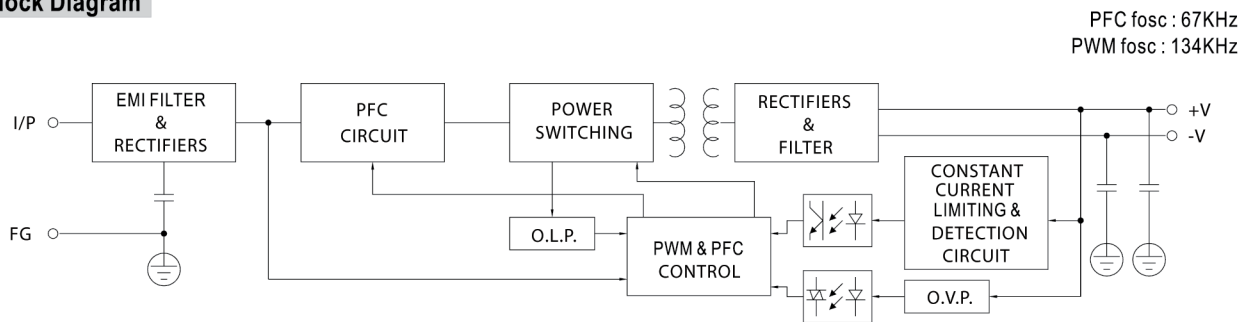 lock Diagram
PFC fosc : 67KHz
PWM fosc : 134KHz
I/P
EMI FILTER
&
RECTIFIERS
PFC
CIRCUIT
POWER
SWITCHING
RECTIFIERS
&
FILTER
+V
-V
FG
O.L.P.
PWM & PFC
CONTROL
CONSTANT
CURRENT
LIMITING &
DETECTION
CIRCUIT
O.V.P.